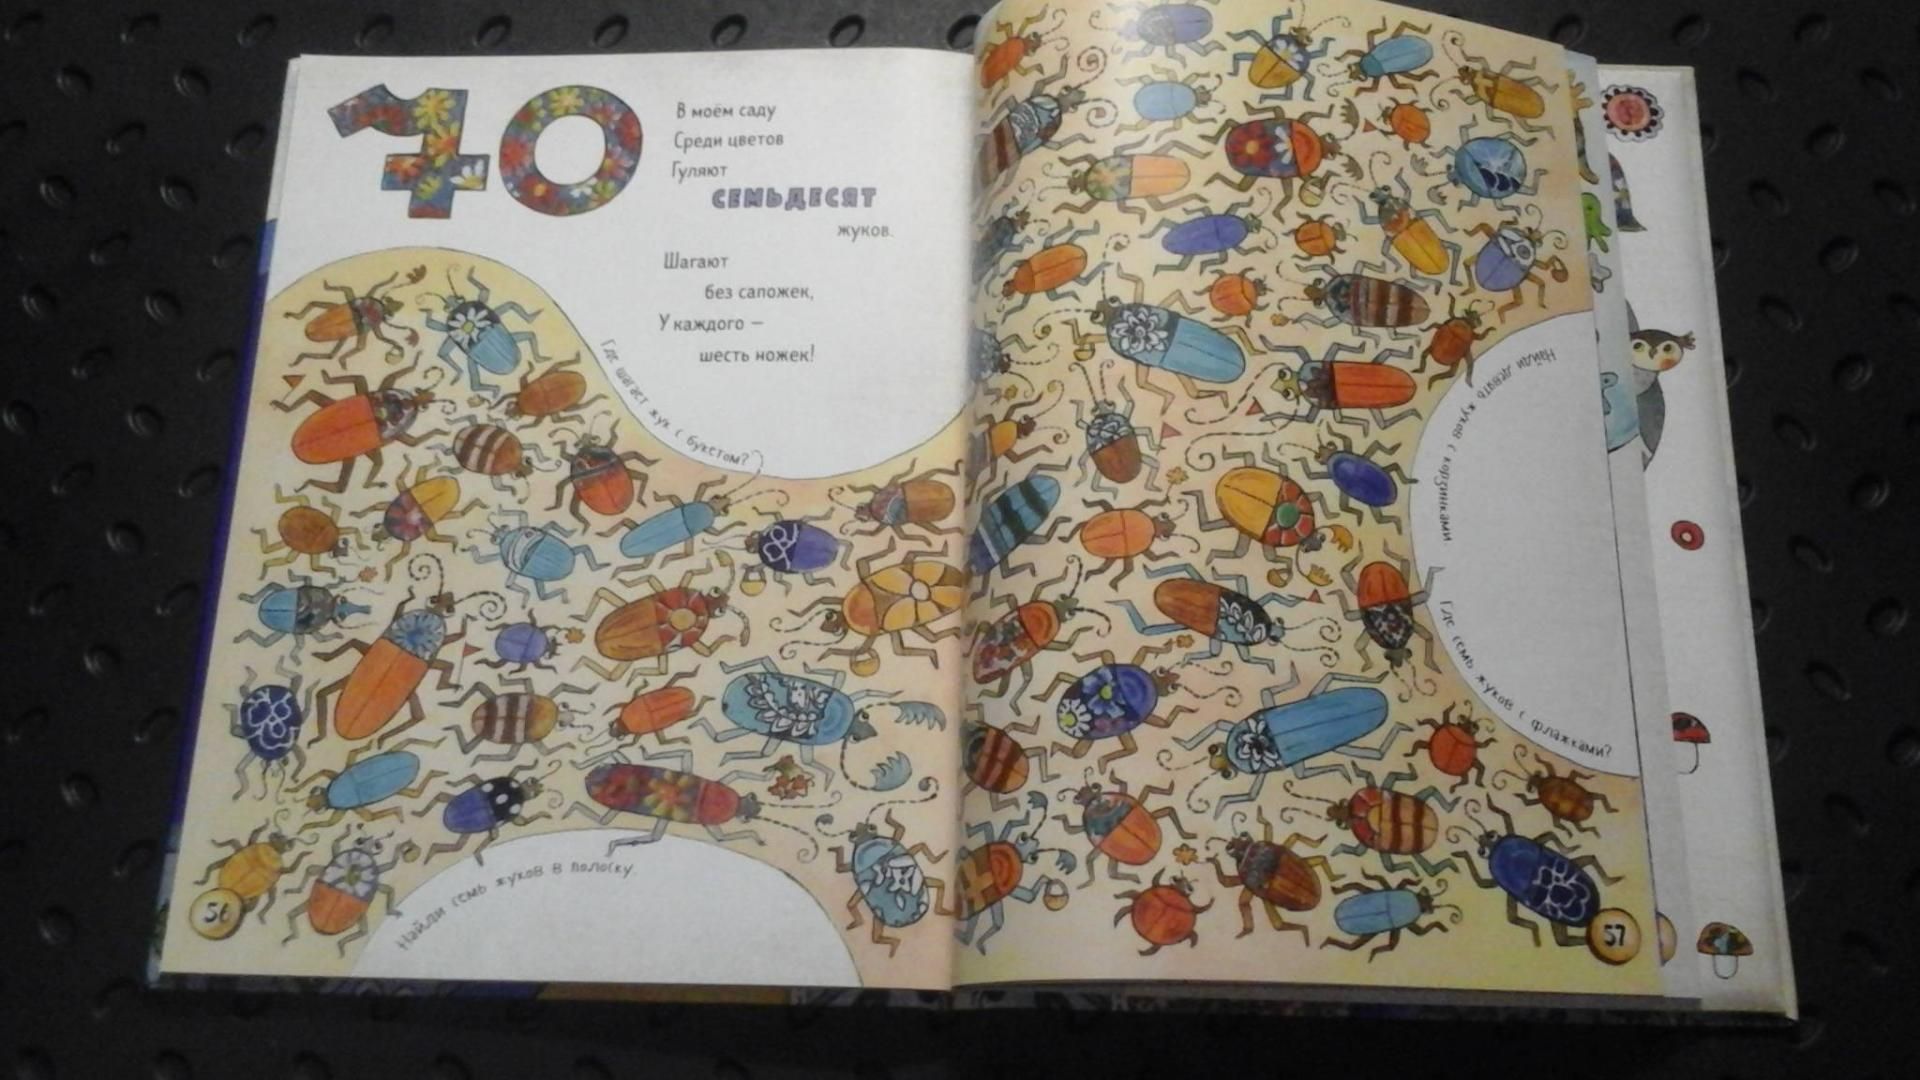 70
В моём саду
Среди цветов
Гуляют
СЕМЬДЕСЯТ
жуков.
Шагают
без сапожек,
У каждого —
шесть ножек!
Где шагает жук с букетом?
Найди семь жуков в полоску.
56
Найди девять жуков с корзинками.
Где семь жуков с флажками?
57